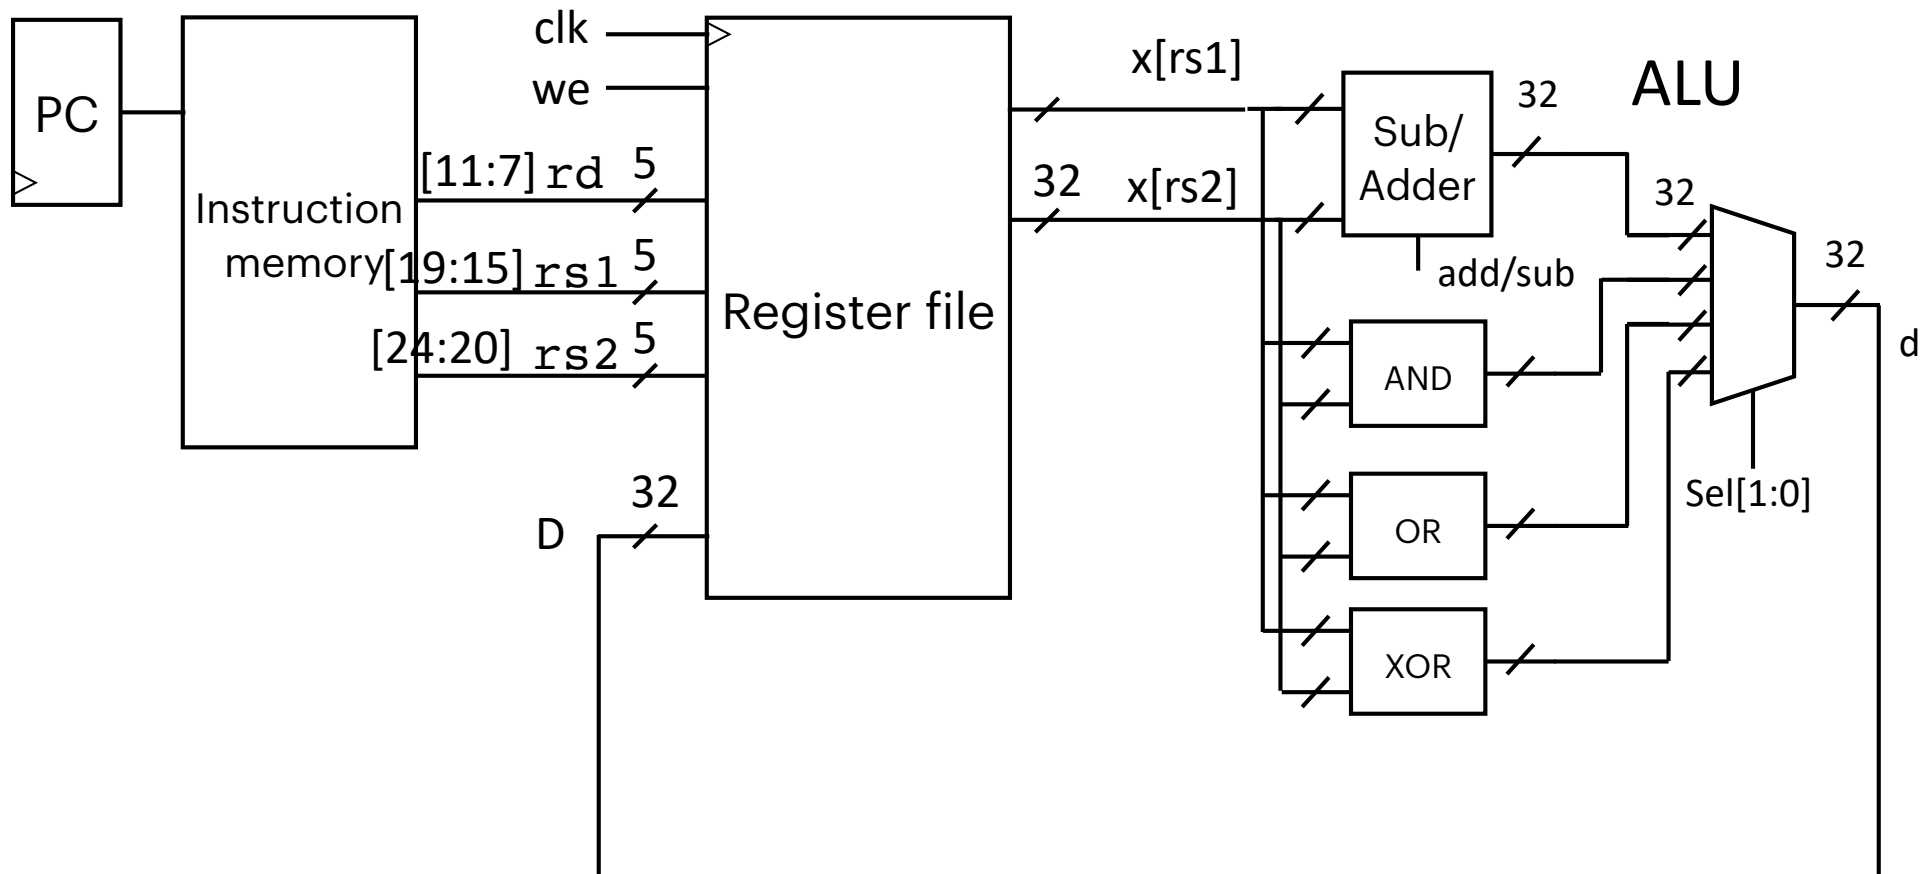 PC
Instruction
memory
clk
we
[11:7] rd 5
[19:15] rs1 5
[24:20] rs2 5
32
D
Register file
x[rs1]
32 x[rs2]
Sub/
Adder
add/sub
32
ALU
32
32
AND
OR
XOR
Sel[1:0]
d